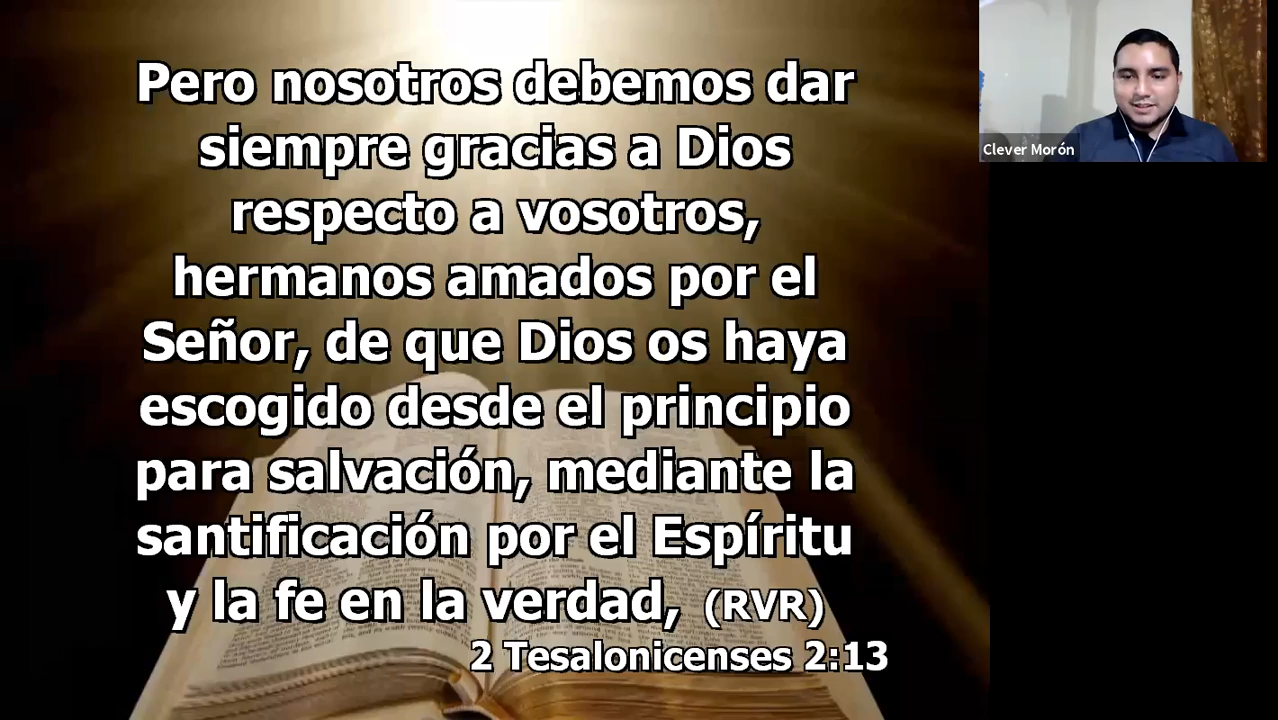 Pero nosotros debemos dar
siempre gracias a Dios
respecto a vosotros,
hermanos amados por el
Señor, de que Dios os haya
escogido desde el principio
para salvación, mediante la
santificación por el Espíritu
y la fe en la verdad, (RVR)
2 Tesalonicenses 2:13
Clever Morón